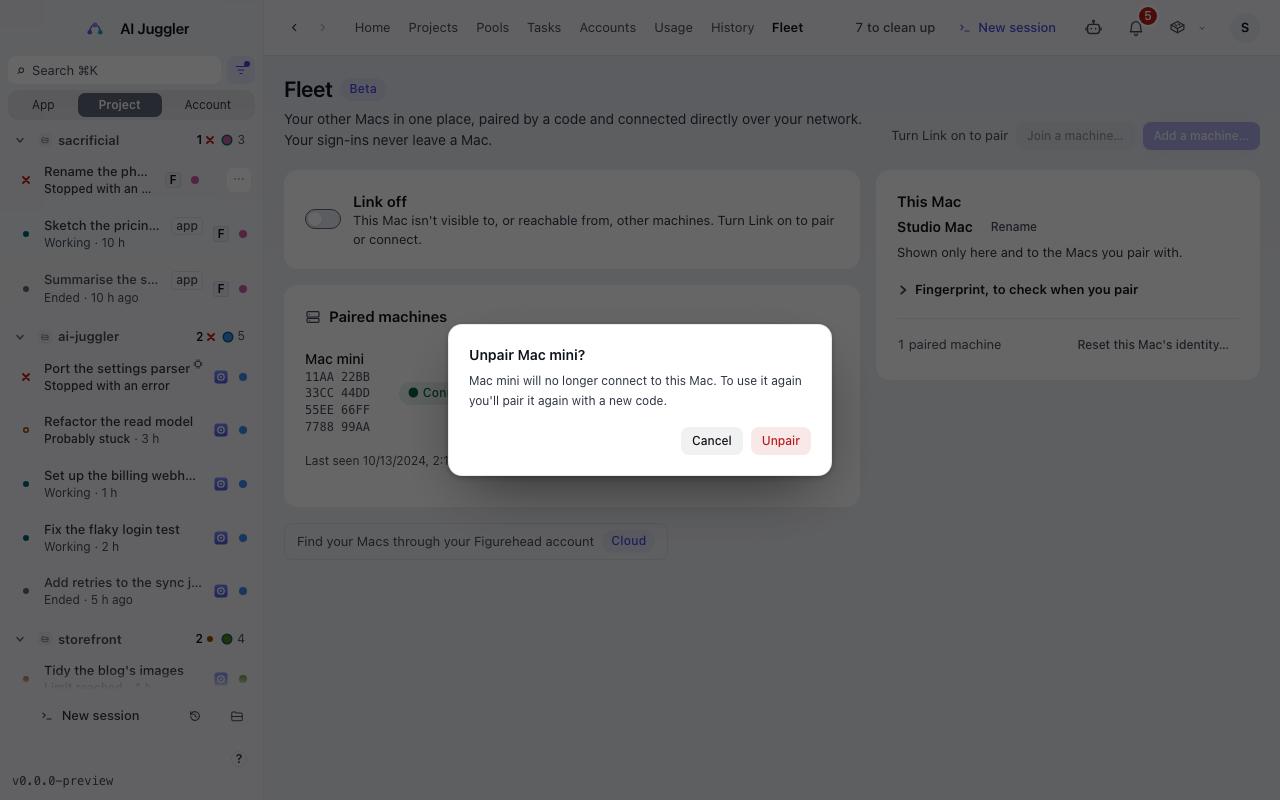 AI Juggler
Search ⌘K
App Project Account
sacrificial 1 3
Rename the ph... F
Stopped with an ...
Sketch the pricin... app F
Working · 10 h
Summarise the s... app F
Ended · 10 h ago
ai-juggler 2 5
Port the settings parser
Stopped with an error
Refactor the read model
Probably stuck · 3 h
Set up the billing webh...
Working · 1 h
Fix the flaky login test
Working · 2 h
Add retries to the sync j...
Ended · 5 h ago
storefront 2 4
Tidy the blog's images
New session
?
v0.0.0-preview
Home Projects Pools Tasks Accounts Usage History Fleet 7 to clean up New session 5 S
Fleet Beta
Your other Macs in one place, paired by a code and connected directly over your network.
Your sign-ins never leave a Mac.
Turn Link on to pair Join a machine... Add a machine...
Link off
This Mac isn't visible to, or reachable from, other machines. Turn Link on to pair
or connect.
Paired machines
Mac mini
11AA 22BB
33CC 44DD
55EE 66FF
7788 99AA
Last seen 10/13/2024,
Find your Macs through your Figurehead account Cloud
This Mac
Studio Mac Rename
Shown only here and to the Macs you pair with.
Fingerprint, to check when you pair
1 paired machine Reset this Mac's identity...
Unpair Mac mini?
Mac mini will no longer connect to this Mac. To use it again
you'll pair it again with a new code.
Cancel Unpair